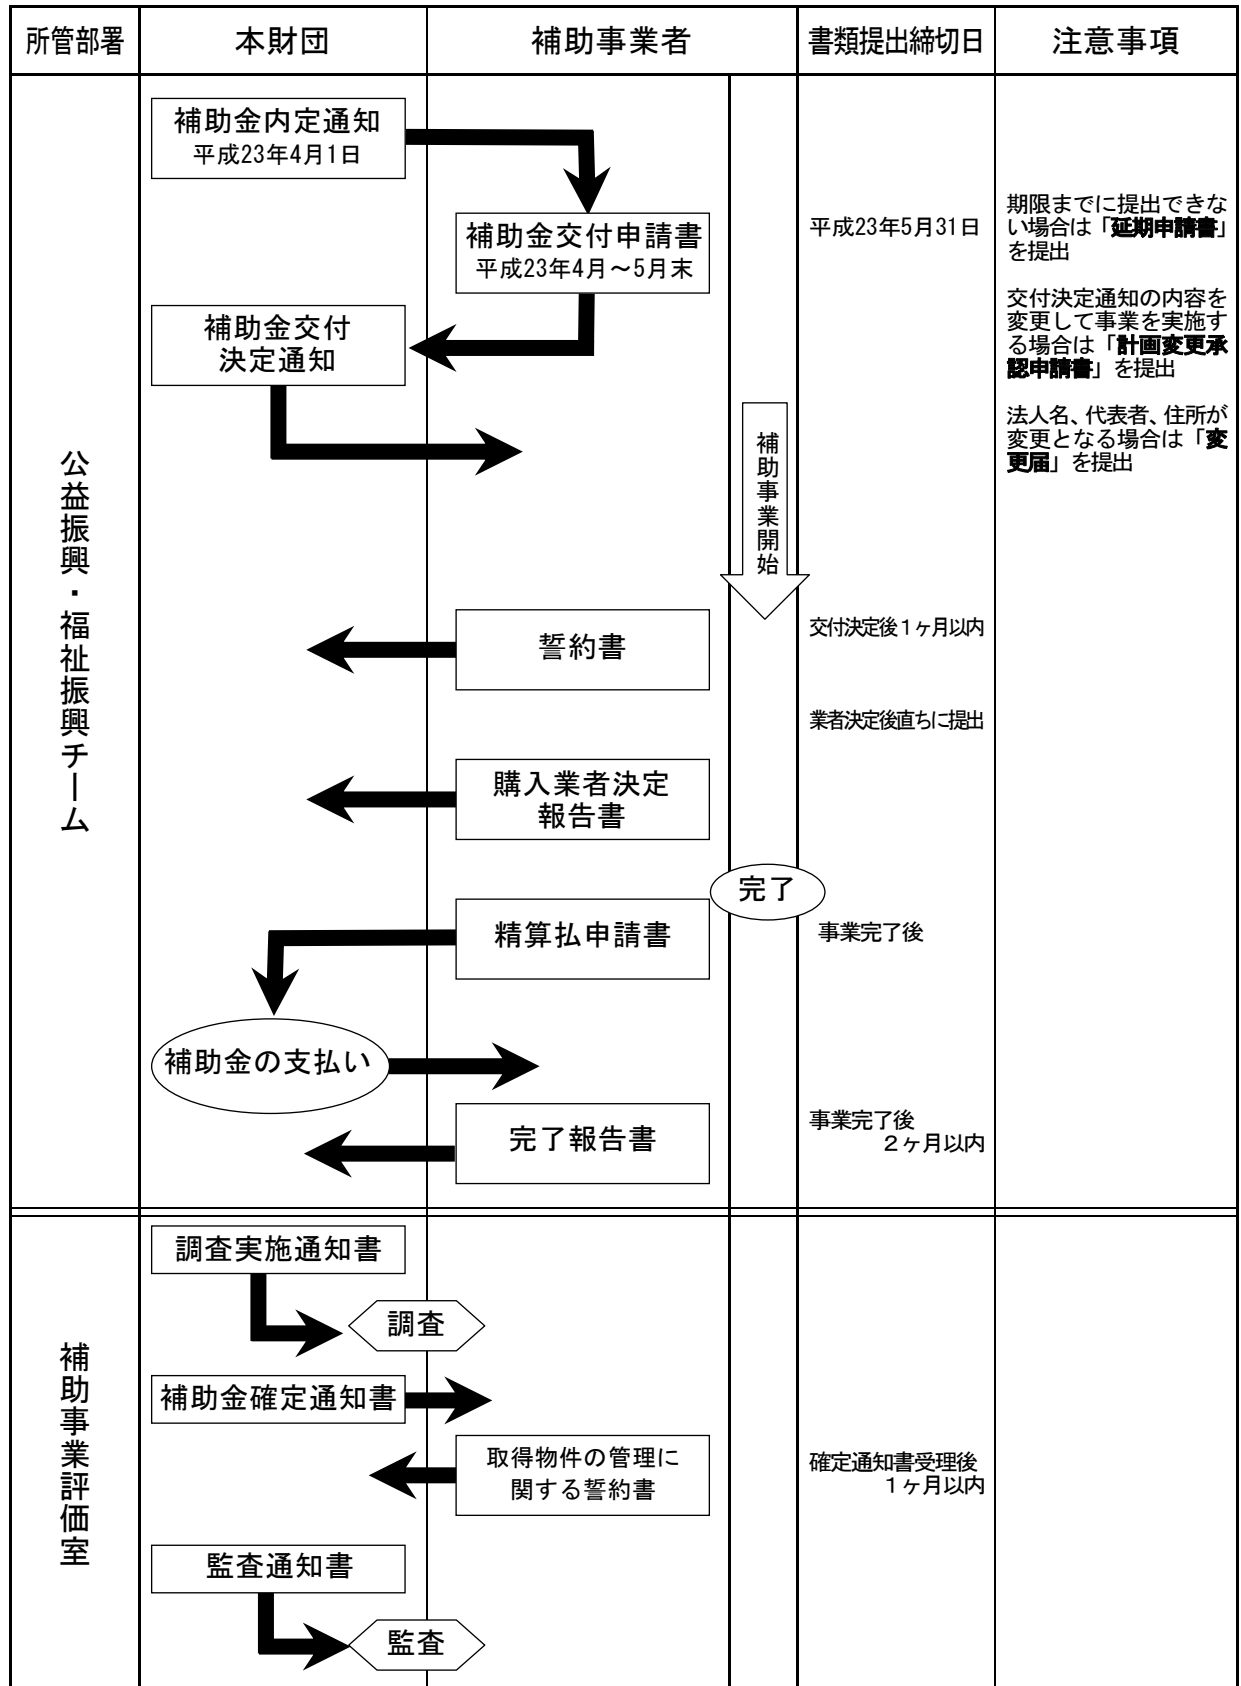 所管部署
本財団
補助事業者
書類提出締切日
注意事項
公益振興・福祉振興チーム
補助金内定通知
平成23年4月1日
補助金交付申請書
平成23年4月～5月末
平成23年5月31日
期限までに提出できな
い場合は「延期申請書」
を提出
補助金交付
決定通知
交付決定通知の内容を
変更して事業を実施す
る場合は「計画変更承
認申請書」を提出
法人名、代表者、住所が
変更となる場合は「変
更届」を提出
補助事業開始
誓約書
交付決定後１ヶ月以内
業者決定後直ちに提出
購入業者決定
報告書
完了
精算払申請書
事業完了後
補助金の支払い
完了報告書
事業完了後
２ヶ月以内
補助事業評価室
調査実施通知書
調査
補助金確定通知書
取得物件の管理に
関する誓約書
確定通知書受理後
１ヶ月以内
監査通知書
監査